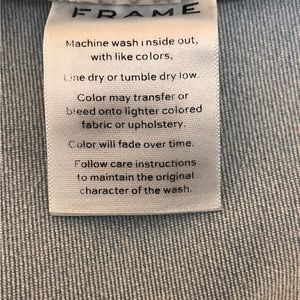 FRAME
Machine wash inside out,
with like colors.
Line dry or tumble dry low.
Color may transfer or
bleed onto lighter colored
fabric or upholstery.
Color will fade over time.
Follow care instructions
to maintain the original
character of the wash.